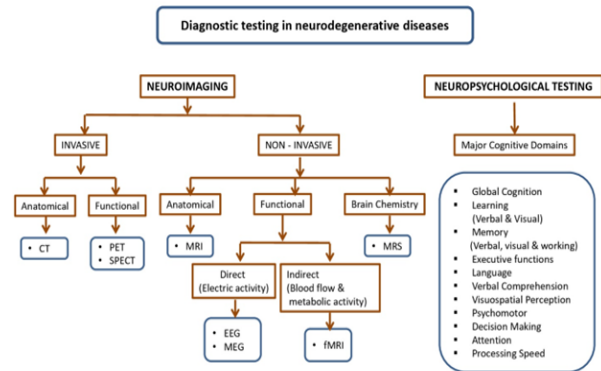 Diagnostic testing in neurodegenerative diseases
NEUROIMAGING
NEUROPSYCHOLOGICAL TESTING
INVASIVE
NON - INVASIVE
Major Cognitive Domains
Anatomical
Functional
Anatomical
Functional
Brain Chemistry
• CT
• PET
• SPECT
• MRI
• MRS
Direct
(Electric activity)
Indirect
(Blood flow &
metabolic activity)
• EEG
• MEG
• fMRI
▪ Global Cognition
▪ Learning
(Verbal & Visual)
▪ Memory
(Verbal, visual & working)
▪ Executive functions
▪ Language
▪ Verbal Comprehension
▪ Visuospatial Perception
▪ Psychomotor
▪ Decision Making
▪ Attention
▪ Processing Speed